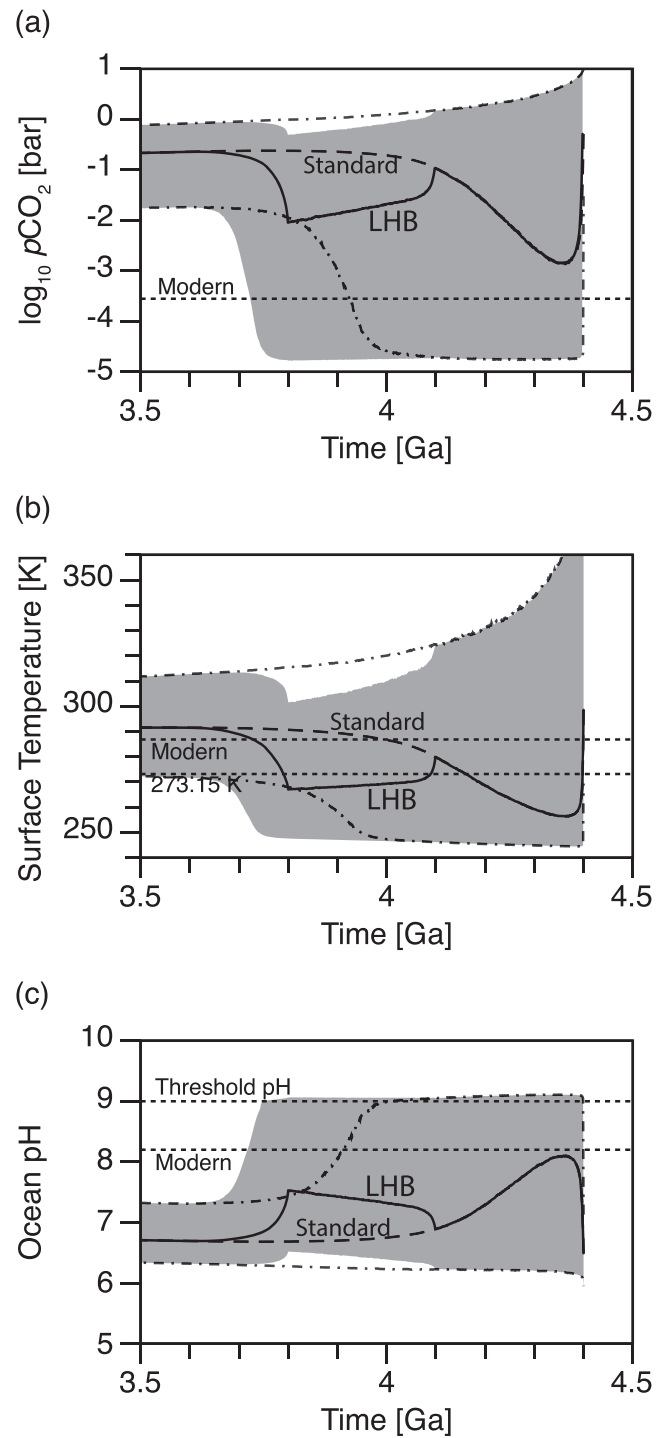 (a)
log10 pCO2 [bar]
1
0
-1
-2
-3
-4
-5
Standard
LHB
Modern
3.5
4
4.5
Time [Ga]
(b)
Surface Temperature [K]
350
300
250
Standard
Modern
273.15 K
LHB
3.5
4
4.5
Time [Ga]
(c)
Ocean pH
10
9
8
7
6
5
Threshold pH
Modern
LHB
Standard
3.5
4
4.5
Time [Ga]